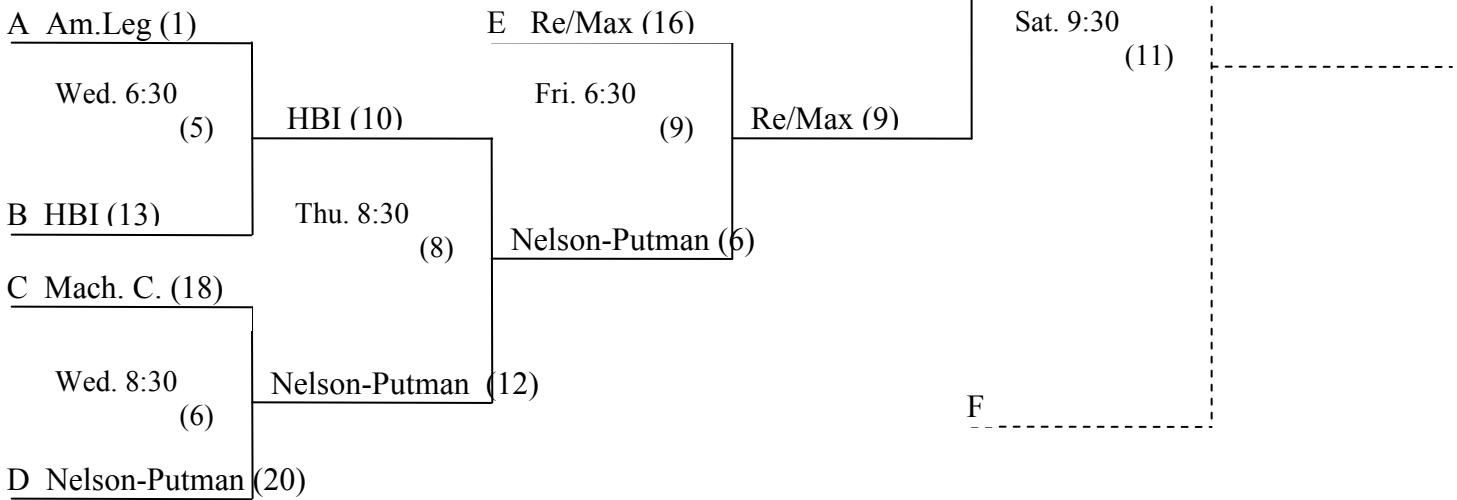 A Am.Leg (1)
Wed. 6:30
(5)
B HBI (13)
C Mach. C. (18)
Wed. 8:30
(6)
D Nelson-Putman (20)
HBI (10)
Thu. 8:30
(8)
Nelson-Putman (12)
E Re/Max (16)
Fri. 6:30
(9)
Nelson-Putman (6)
Re/Max (9)
Sat. 9:30
(11)
F